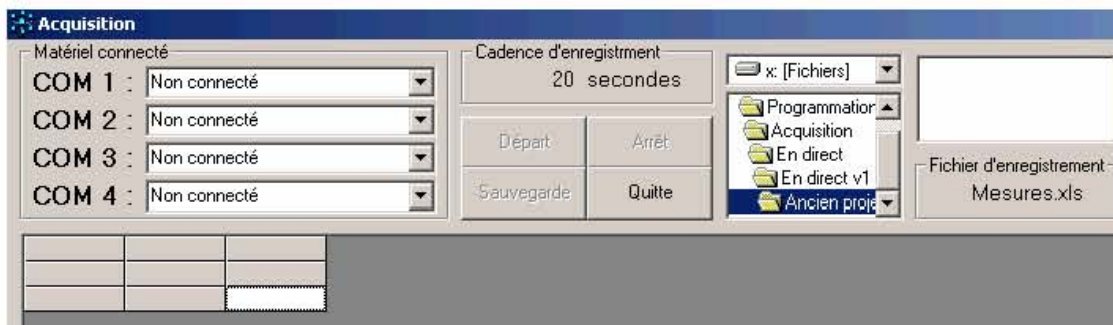 Acquisition
Matériel connecté
COM 1 : Non connecté
COM 2 : Non connecté
COM 3 : Non connecté
COM 4 : Non connecté
Cadence d'enregistrment
20 secondes
Départ Arrêt
Sauvegarde Quitte
x: [Fichiers]
Programmation
Acquisition
En direct
En direct v1
Ancien proje
Fichier d'enregistrement
Mesures.xls